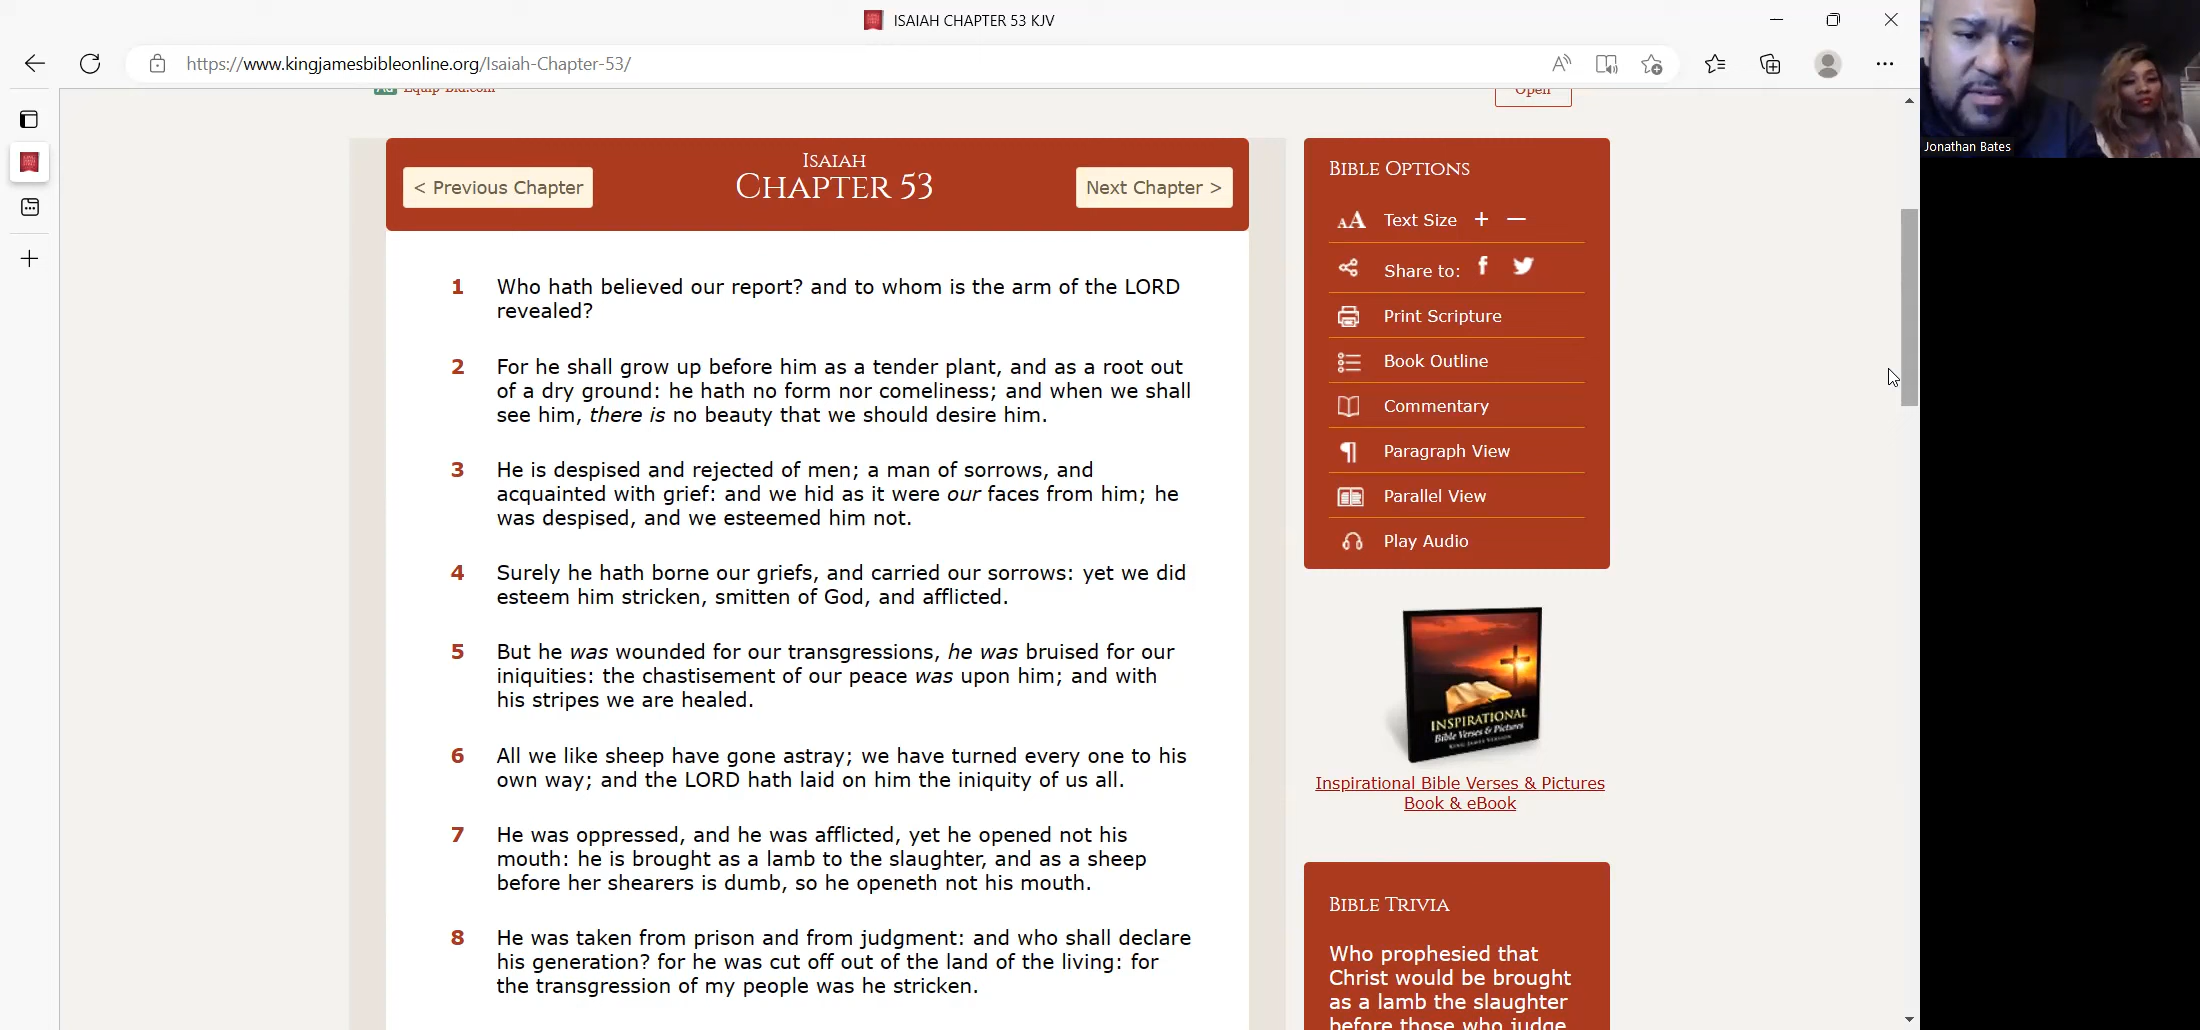 ISAIAH CHAPTER 53 KJV
https://www.kingjamesbibleonline.org/Isaiah-Chapter-53/
Ad Equip-Bid.com
Open
Jonathan Bates
< Previous Chapter
ISAIAH
CHAPTER 53
Next Chapter >
1 Who hath believed our report? and to whom is the arm of the LORD
revealed?
2 For he shall grow up before him as a tender plant, and as a root out
of a dry ground: he hath no form nor comeliness; and when we shall
see him, there is no beauty that we should desire him.
3 He is despised and rejected of men; a man of sorrows, and
acquainted with grief: and we hid as it were our faces from him; he
was despised, and we esteemed him not.
4 Surely he hath borne our griefs, and carried our sorrows: yet we did
esteem him stricken, smitten of God, and afflicted.
5 But he was wounded for our transgressions, he was bruised for our
iniquities: the chastisement of our peace was upon him; and with
his stripes we are healed.
6 All we like sheep have gone astray; we have turned every one to his
own way; and the LORD hath laid on him the iniquity of us all.
7 He was oppressed, and he was afflicted, yet he opened not his
mouth: he is brought as a lamb to the slaughter, and as a sheep
before her shearers is dumb, so he openeth not his mouth.
8 He was taken from prison and from judgment: and who shall declare
his generation? for he was cut off out of the land of the living: for
the transgression of my people was he stricken.
BIBLE OPTIONS
AA Text Size + —
Share to:
Print Scripture
Book Outline
Commentary
Paragraph View
Parallel View
Play Audio
INSPIRATIONAL
Bible Verses & Pictures
KING JAMES VERSION
Inspirational Bible Verses & Pictures
Book & eBook
BIBLE TRIVIA
Who prophesied that
Christ would be brought
as a lamb the slaughter
before those who judge